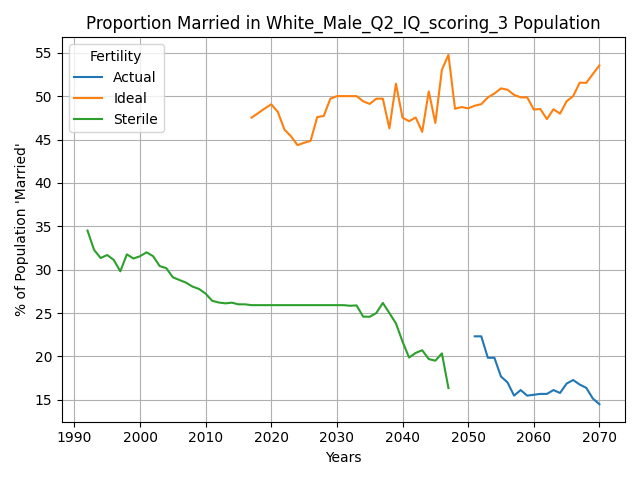 Proportion Married in White_Male_Q2_IQ_scoring_3 Population
Fertility
Actual
Ideal
Sterile
% of Population 'Married'
55
50
45
40
35
30
25
20
15
1990 2000 2010 2020 2030 2040 2050 2060 2070
Years